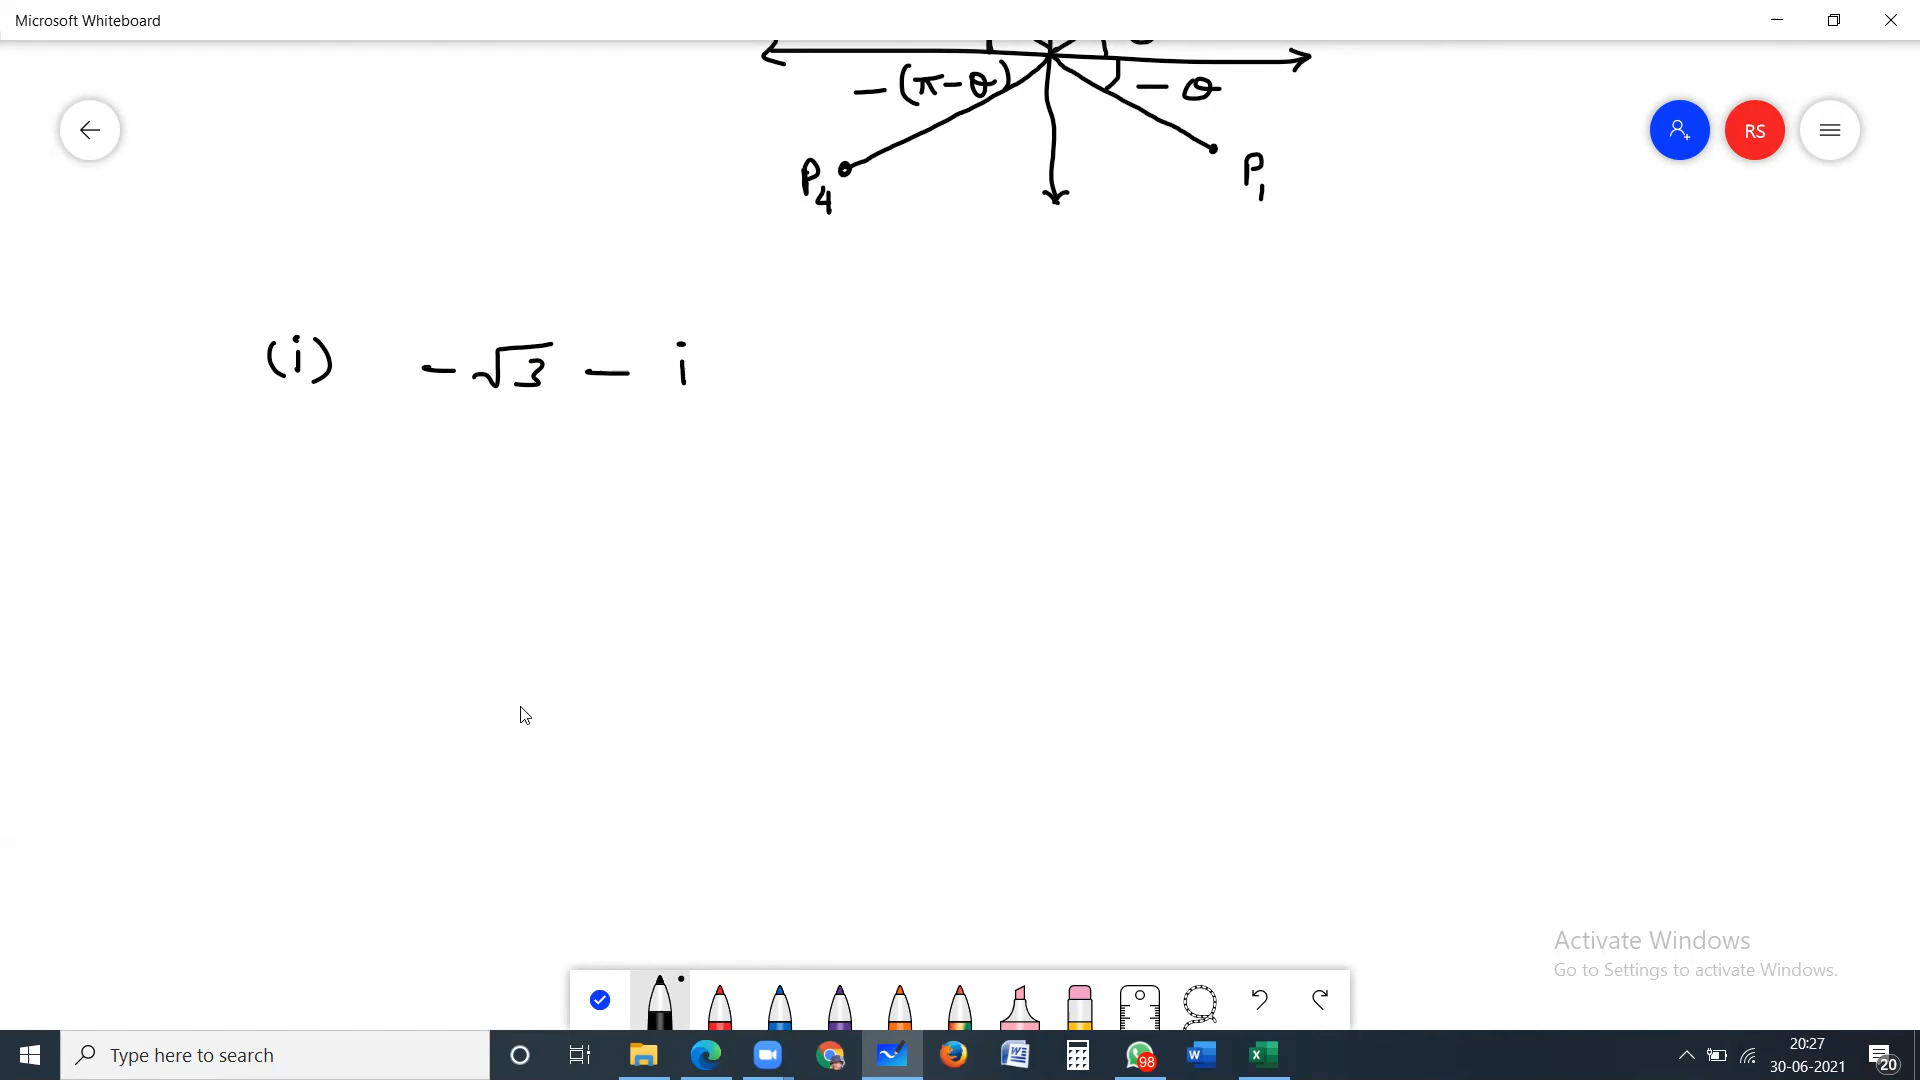 Microsoft Whiteboard
-(π-θ)
-θ
RS
P₄
P₁
(i) -√3 - i
Activate Windows
Go to Settings to activate Windows.
Type here to search
98
20:27
30-06-2021
20